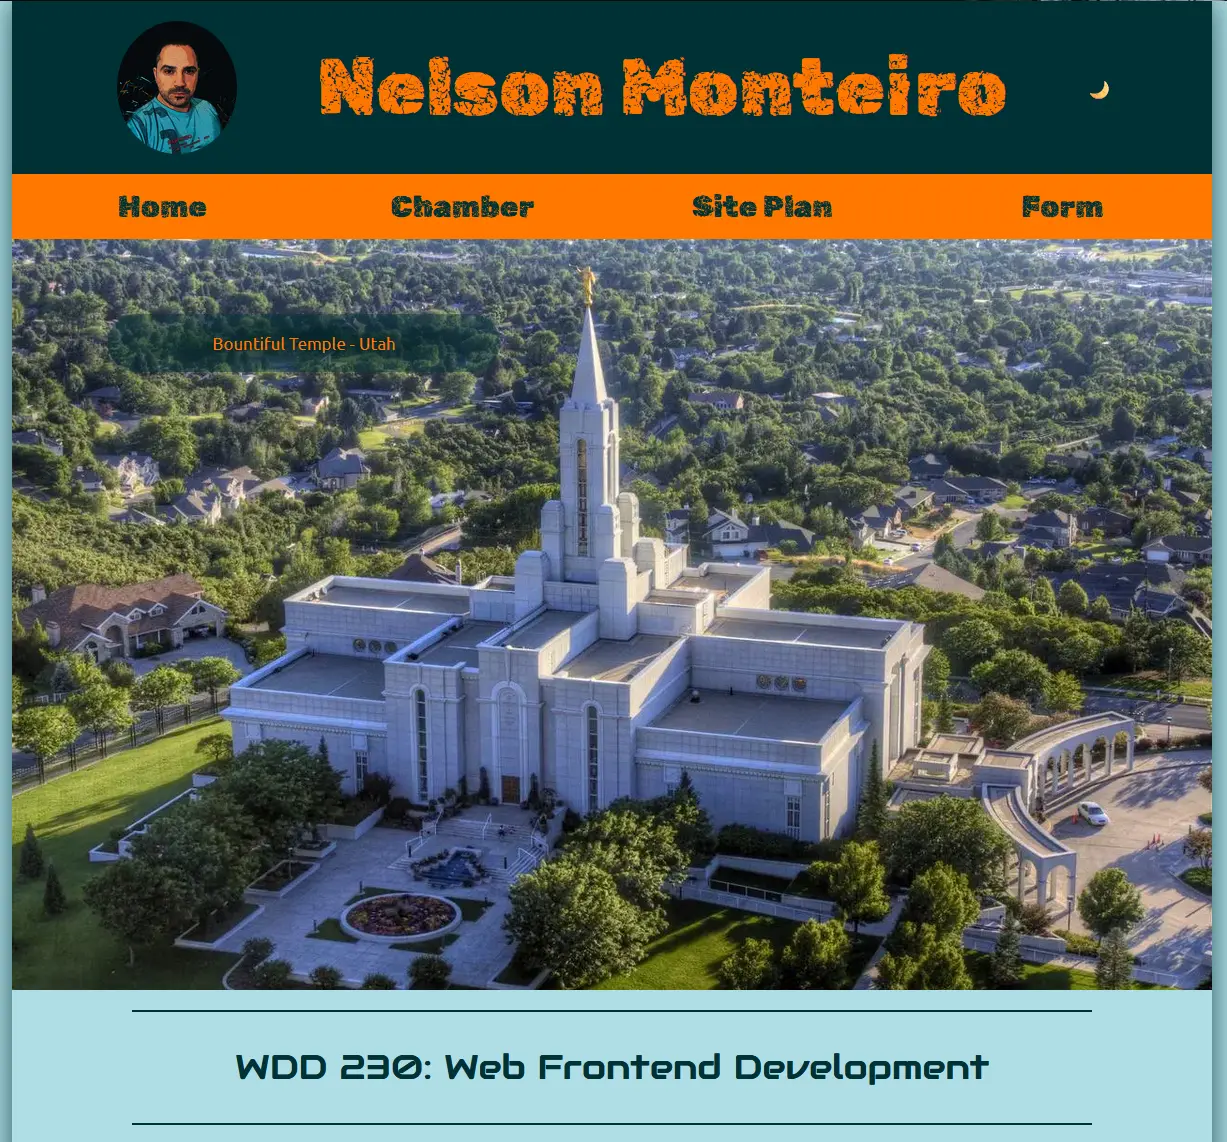 Nelson Monteiro
Home
Chamber
Site Plan
Form
Bountiful Temple - Utah
WDD 230: Web Frontend Development